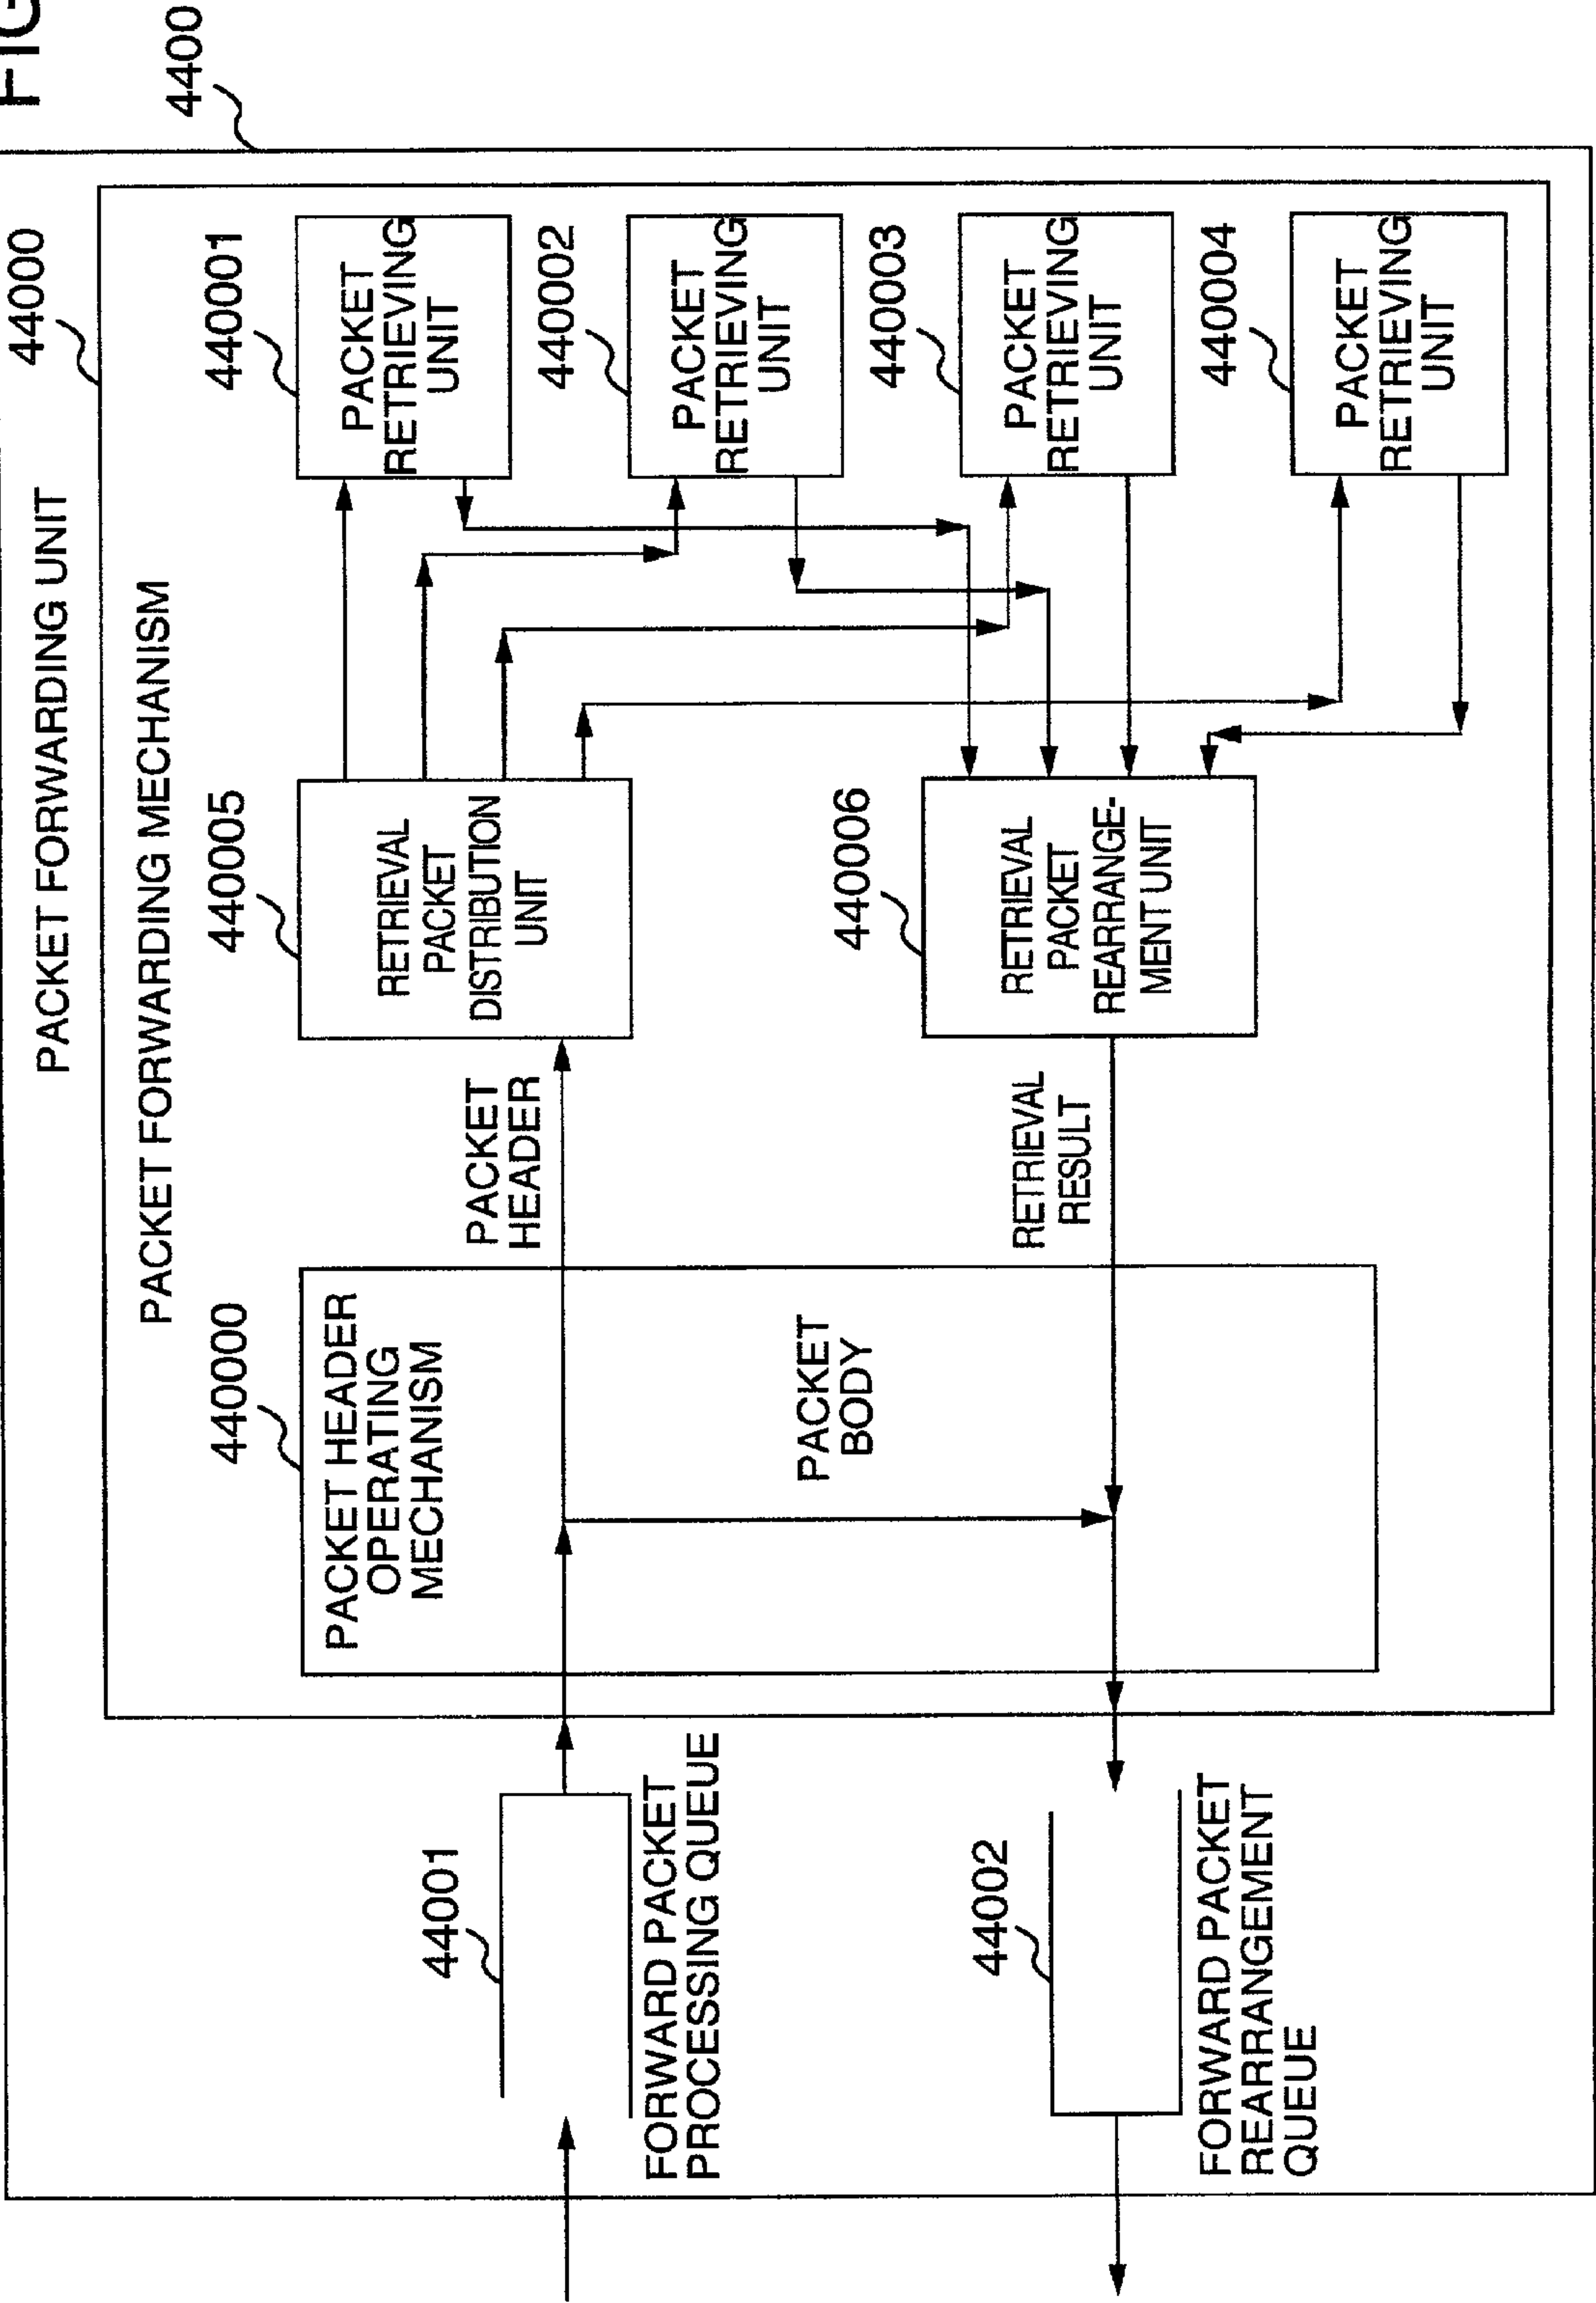 FIG
4400
PACKET FORWARDING UNIT
44000
PACKET FORWARDING MECHANISM
44001
FORWARD PACKET
PROCESSING QUEUE
44002
FORWARD PACKET
REARRANGEMENT
QUEUE
440000
PACKET HEADER
OPERATING
MECHANISM
PACKET
BODY
PACKET
HEADER
RETRIEVAL
RESULT
440005
RETRIEVAL
PACKET
DISTRIBUTION
UNIT
440006
RETRIEVAL
PACKET
REARRANGE-
MENT UNIT
440001
PACKET
RETRIEVING
UNIT
440002
PACKET
RETRIEVING
UNIT
440003
PACKET
RETRIEVING
UNIT
440004
PACKET
RETRIEVING
UNIT